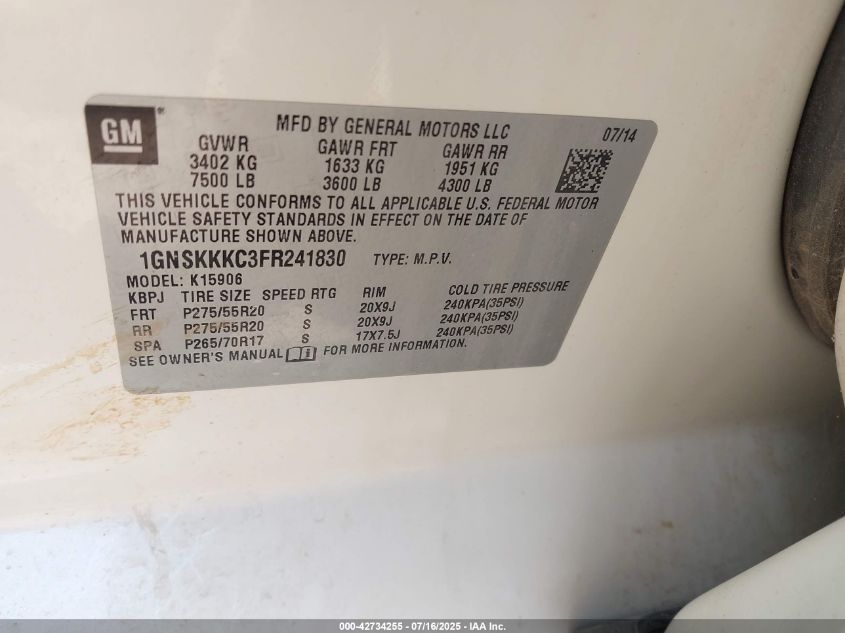 GM
MFD BY GENERAL MOTORS LLC 07/14
GVWR GAWR FRT GAWR RR
3402 KG 1633 KG 1951 KG
7500 LB 3600 LB 4300 LB
THIS VEHICLE CONFORMS TO ALL APPLICABLE U.S. FEDERAL MOTOR
VEHICLE SAFETY STANDARDS IN EFFECT ON THE DATE OF
MANUFACTURE SHOWN ABOVE.
1GNSKKKC3FR241830 TYPE: M.P.V.
MODEL: K15906
KBPJ TIRE SIZE SPEED RTG RIM COLD TIRE PRESSURE
FRT P275/55R20 S 20X9J 240KPA(35PSI)
RR P275/55R20 S 20X9J 240KPA(35PSI)
SPA P265/70R17 S 17X7.5J 240KPA(35PSI)
SEE OWNER'S MANUAL FOR MORE INFORMATION.
000-42734255 - 07/16/2025 - IAA Inc.